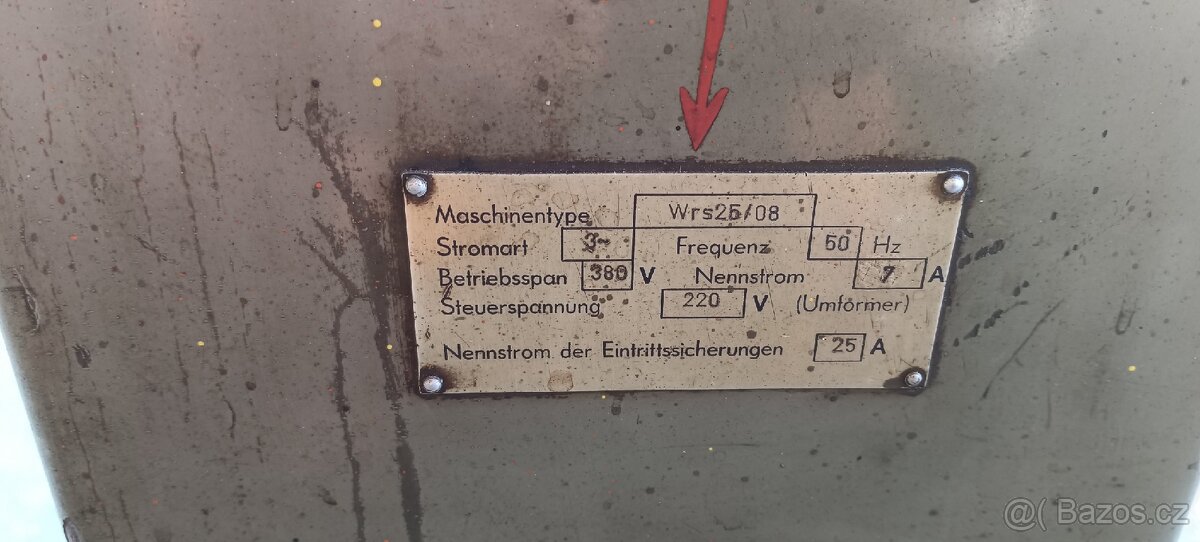 Maschinentype Wrs25/08
Stromart 3~ Frequenz 50 Hz
Betriebsspan 380 V Nennstrom 7 A
Steuerspannung 220 V (Umformer)
Nennstrom der Eintrittssicherungen 25 A
@( Bazos.cz